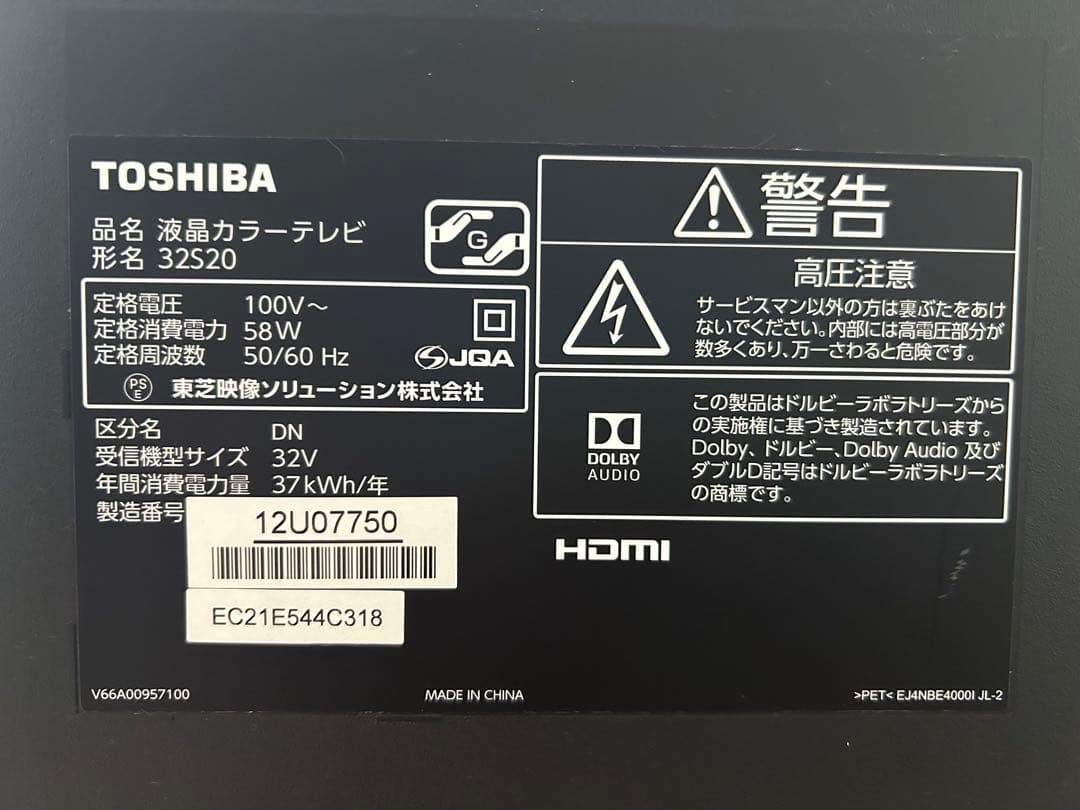 TOSHIBA
品名 液晶カラーテレビ
形名 32S20
G
定格電圧 100V～
定格消費電力 58W
定格周波数 50/60 Hz
JQA
PS
E
東芝映像ソリューション株式会社
区分名 DN
受信機型サイズ 32V
年間消費電力量 37kWh/年
製造番号
12U07750
EC21E544C318
V66A00957100
MADE IN CHINA
警告
高圧注意
サービスマン以外の方は裏ぶたをあけ
ないでください。内部には高電圧部分が
数多くあり、万一さわると危険です。
DOLBY
AUDIO
この製品はドルビーラボラトリーズから
の実施権に基づき製造されています。
Dolby、ドルビー、Dolby Audio 及び
ダブルD記号はドルビーラボラトリーズ
の商標です。
HDMI
>PET< EJ4NBE4000I JL-2